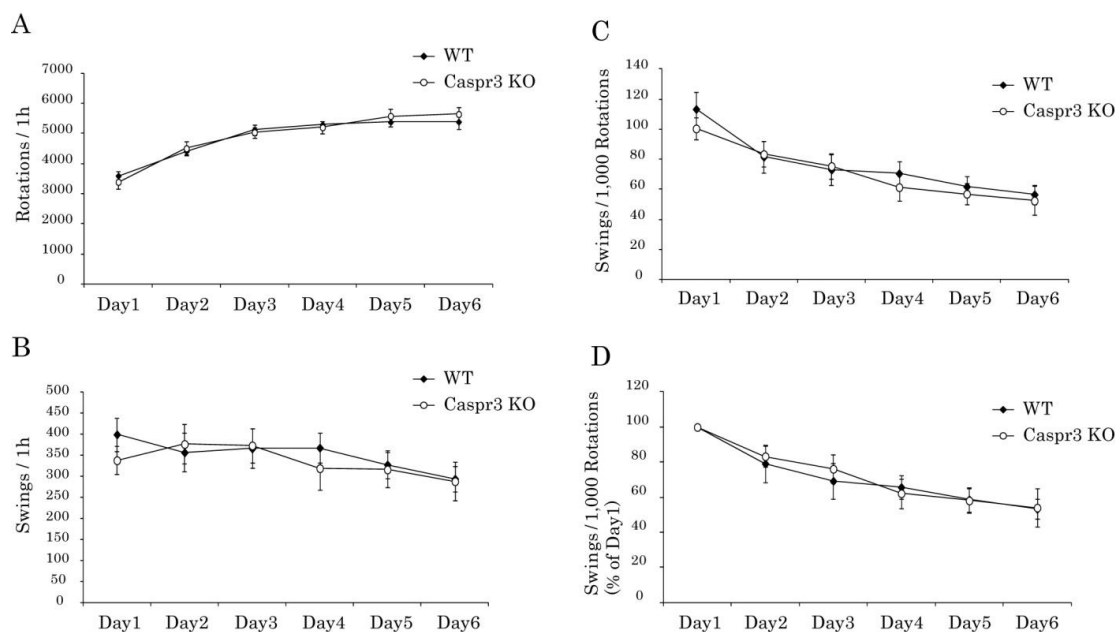 A
WT
Caspr3 KO
7000
6000
5000
4000
3000
2000
1000
0
Rotations / 1h
Day1 Day2 Day3 Day4 Day5 Day6
B
WT
Caspr3 KO
500
450
400
350
300
250
200
150
100
50
0
Swings / 1h
Day1 Day2 Day3 Day4 Day5 Day6
C
WT
Caspr3 KO
140
120
100
80
60
40
20
0
Swings / 1,000 Rotations
Day1 Day2 Day3 Day4 Day5 Day6
D
WT
Caspr3 KO
120
100
80
60
40
20
0
Swings / 1,000 Rotations
(% of Day1)
Day1 Day2 Day3 Day4 Day5 Day6